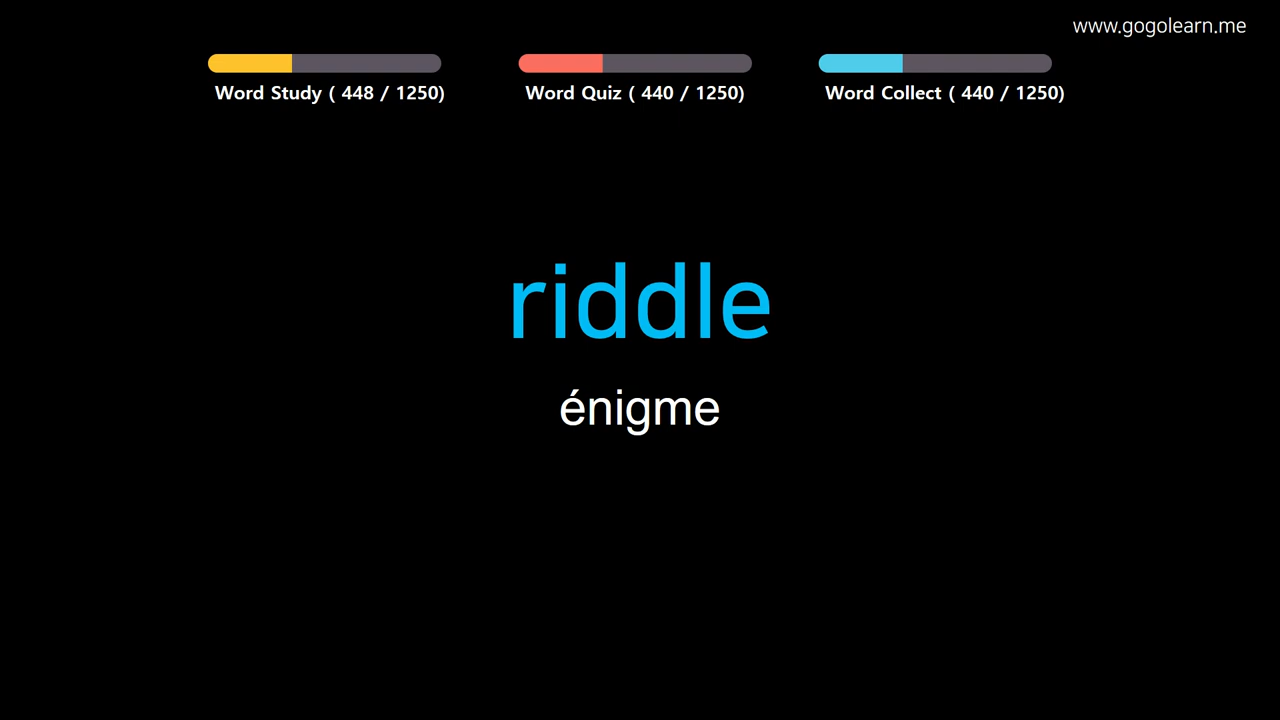 www.gogolearn.me
Word Study ( 448 / 1250)
Word Quiz ( 440 / 1250)
Word Collect ( 440 / 1250)
riddle
énigme